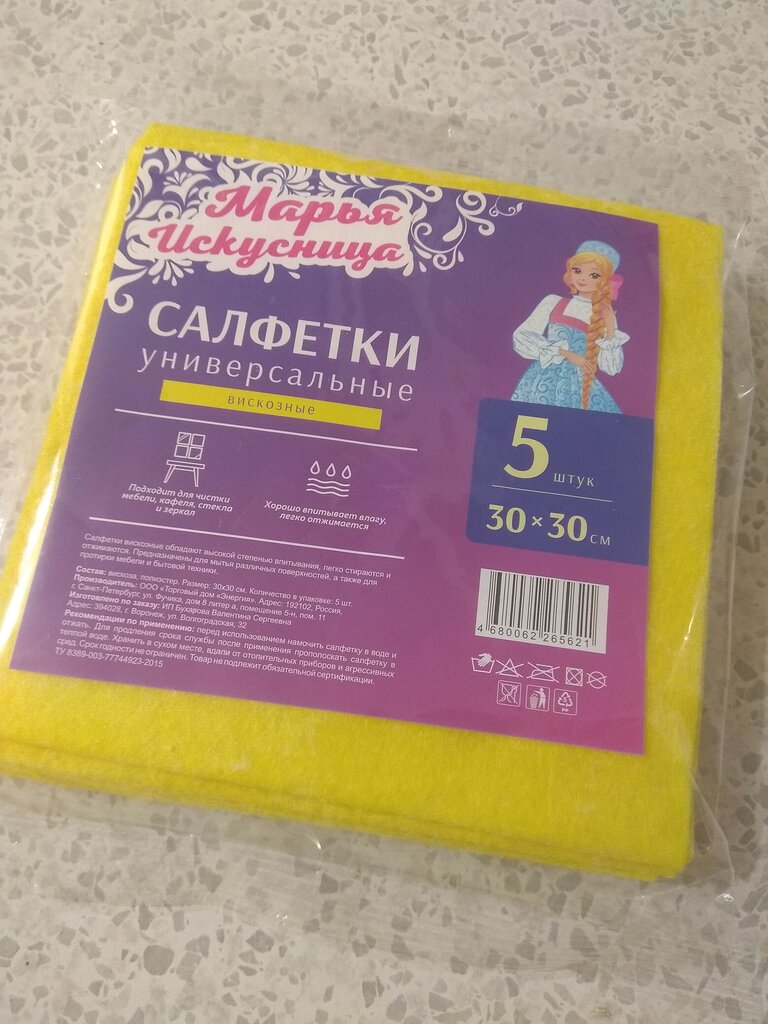 Марья
Искусница
САЛФЕТКИ
универсальные
вискозные
Подходит для чистки
мебели, кафеля, стекла
и зеркал
Хорошо впитывает влагу,
легко отжимается
5 штук
30×30 см
Салфетки вискозные обладают высокой степенью впитывания, легко стираются и
отжимаются. Предназначены для мытья различных поверхностей, а также для
протирки мебели и бытовой техники.
Состав: вискоза, полиэстер. Размер: 30х30 см. Количество в упаковке: 5 шт.
Производитель: ООО «Торговый дом «Энергия». Адрес: 192102, Россия,
г. Санкт-Петербург, ул. Фучика, дом 8 литер а, помещение 5-н, пом. 11
Изготовлено по заказу: ИП Бухарова Валентина Сергеевна
Адрес: 394028, г. Воронеж, ул. Волгоградская, 32
Рекомендации по применению: перед использованием намочить салфетку в воде и
отжать. Для продления срока службы после применения прополоскать салфетку в
теплой воде. Хранить в сухом месте, вдали от отопительных приборов и агрессивных
сред. Срок годности не ограничен. Товар не подлежит обязательной сертификации.
ТУ 8389-003-77744923-2015
4 680062 265621
5
PP